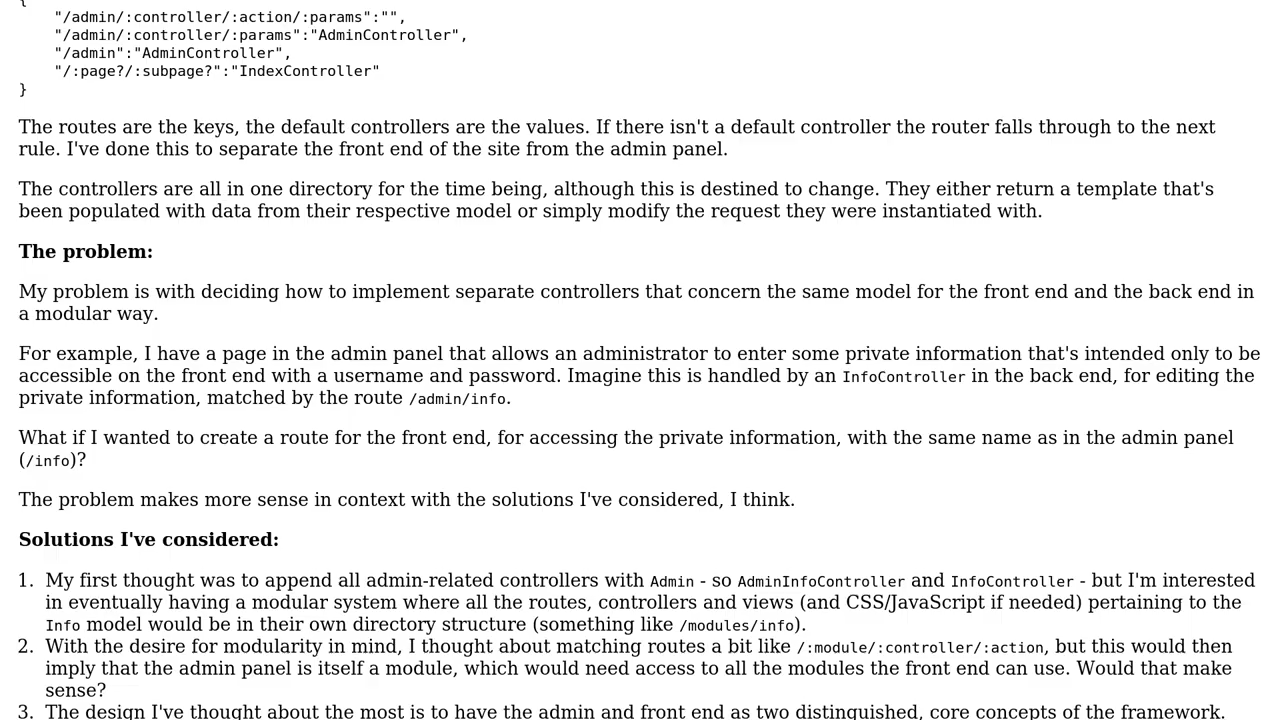 {
"/admin/:controller/:action/:params":"",
"/admin/:controller/:params":"AdminController",
"/admin":"AdminController",
"/:page?/:subpage?":"IndexController"
}
The routes are the keys, the default controllers are the values. If there isn't a default controller the router falls through to the next
rule. I've done this to separate the front end of the site from the admin panel.
The controllers are all in one directory for the time being, although this is destined to change. They either return a template that's
been populated with data from their respective model or simply modify the request they were instantiated with.
The problem:
My problem is with deciding how to implement separate controllers that concern the same model for the front end and the back end in
a modular way.
For example, I have a page in the admin panel that allows an administrator to enter some private information that's intended only to be
accessible on the front end with a username and password. Imagine this is handled by an InfoController in the back end, for editing the
private information, matched by the route /admin/info.
What if I wanted to create a route for the front end, for accessing the private information, with the same name as in the admin panel
(/info)?
The problem makes more sense in context with the solutions I've considered, I think.
Solutions I've considered:
1. My first thought was to append all admin-related controllers with Admin - so AdminInfoController and InfoController - but I'm interested
in eventually having a modular system where all the routes, controllers and views (and CSS/JavaScript if needed) pertaining to the
Info model would be in their own directory structure (something like /modules/info).
2. With the desire for modularity in mind, I thought about matching routes a bit like /:module/:controller/:action, but this would then
imply that the admin panel is itself a module, which would need access to all the modules the front end can use. Would that make
sense?
3. The design I've thought about the most is to have the admin and front end as two distinguished, core concepts of the framework.